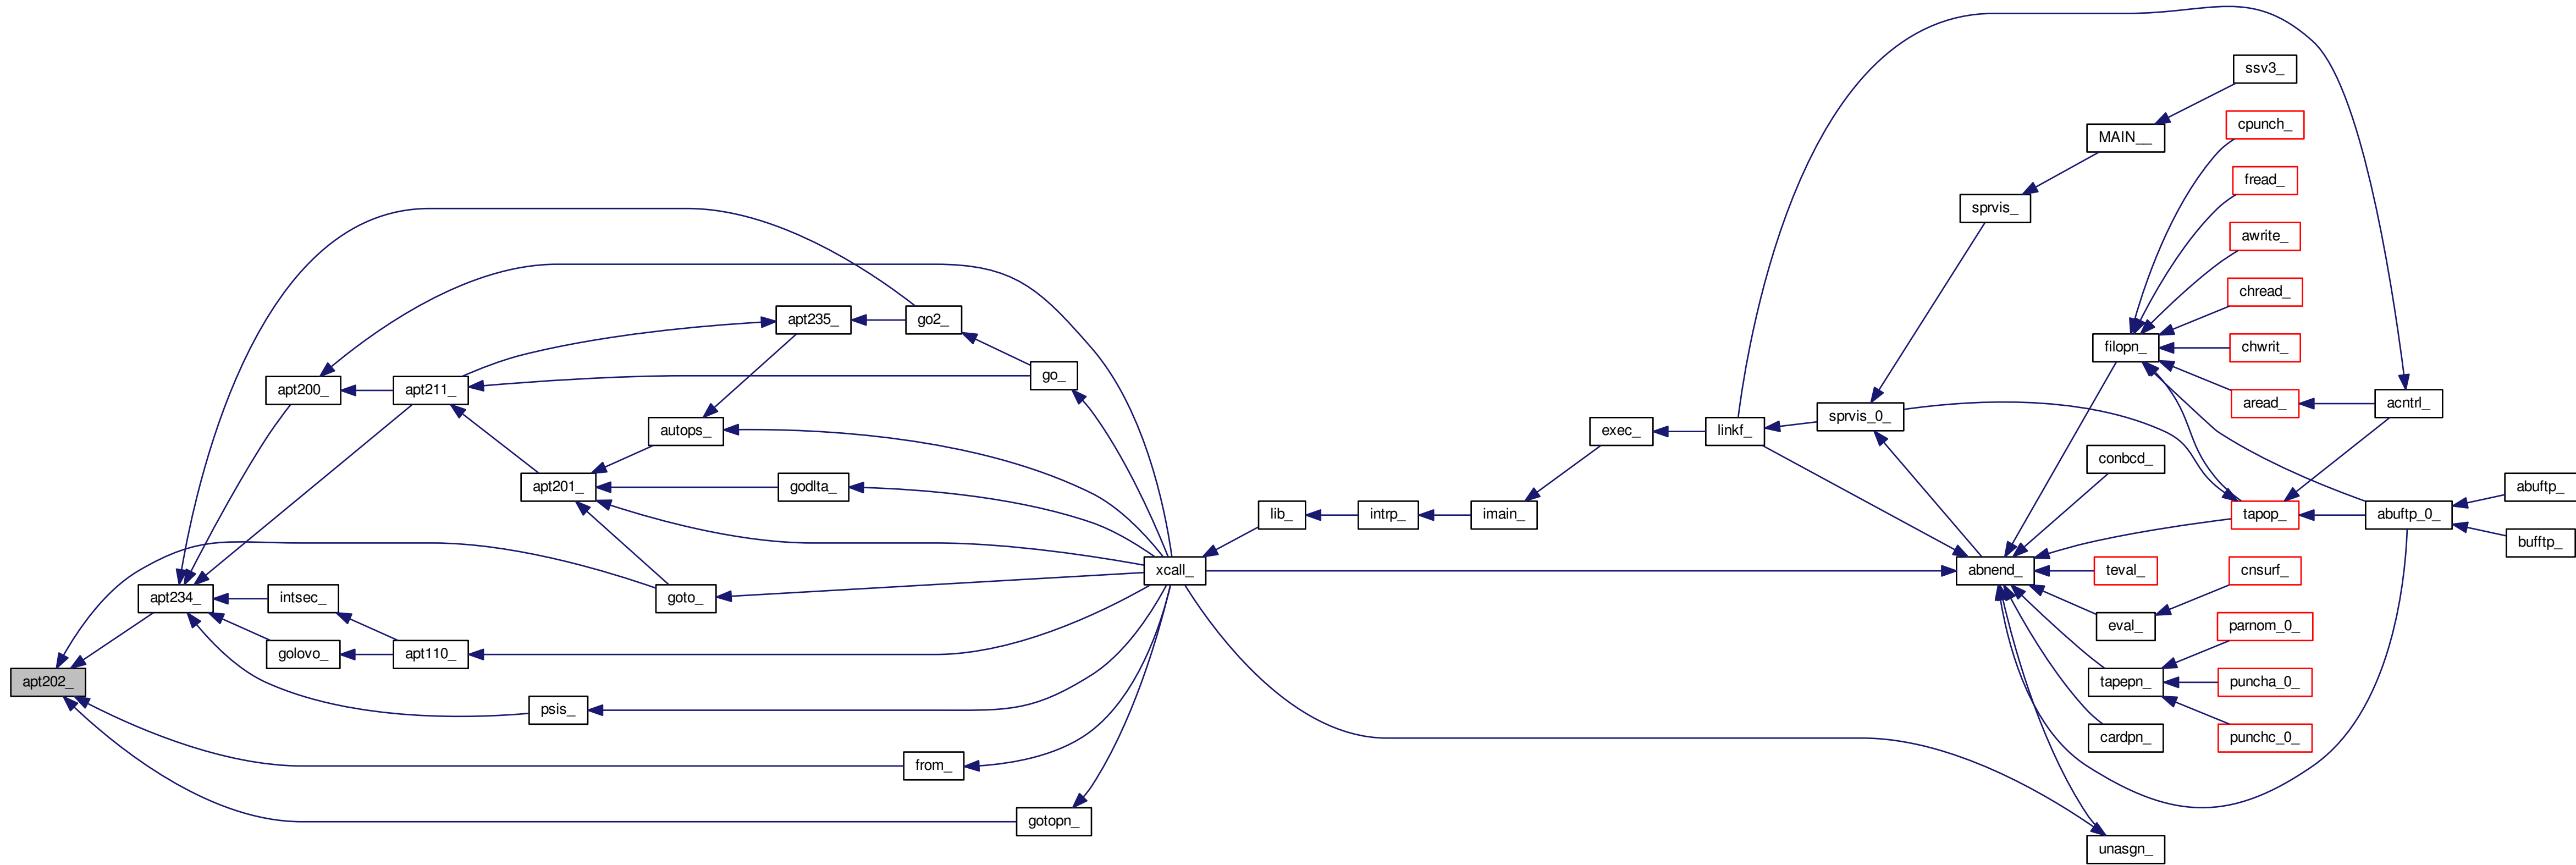 ssv3_
cpunch_
MAIN__
fread_
sprvis_
awrite_
chread_
apt235_
go2_
filopn_
chwrit_
go_
apt200_
apt211_
aread_
acntrl_
sprvis_0_
autops_
exec_
linkf_
conbcd_
apt201_
godlta_
abuftp_
lib_
intrp_
imain_
tapop_
abuftp_0_
bufftp_
xcall_
abnend_
teval_
cnsurf_
apt234_
intsec_
goto_
eval_
parnom_0_
golovo_
apt110_
apt202_
tapepn_
puncha_0_
psis_
cardpn_
punchc_0_
from_
gotopn_
unasgn_